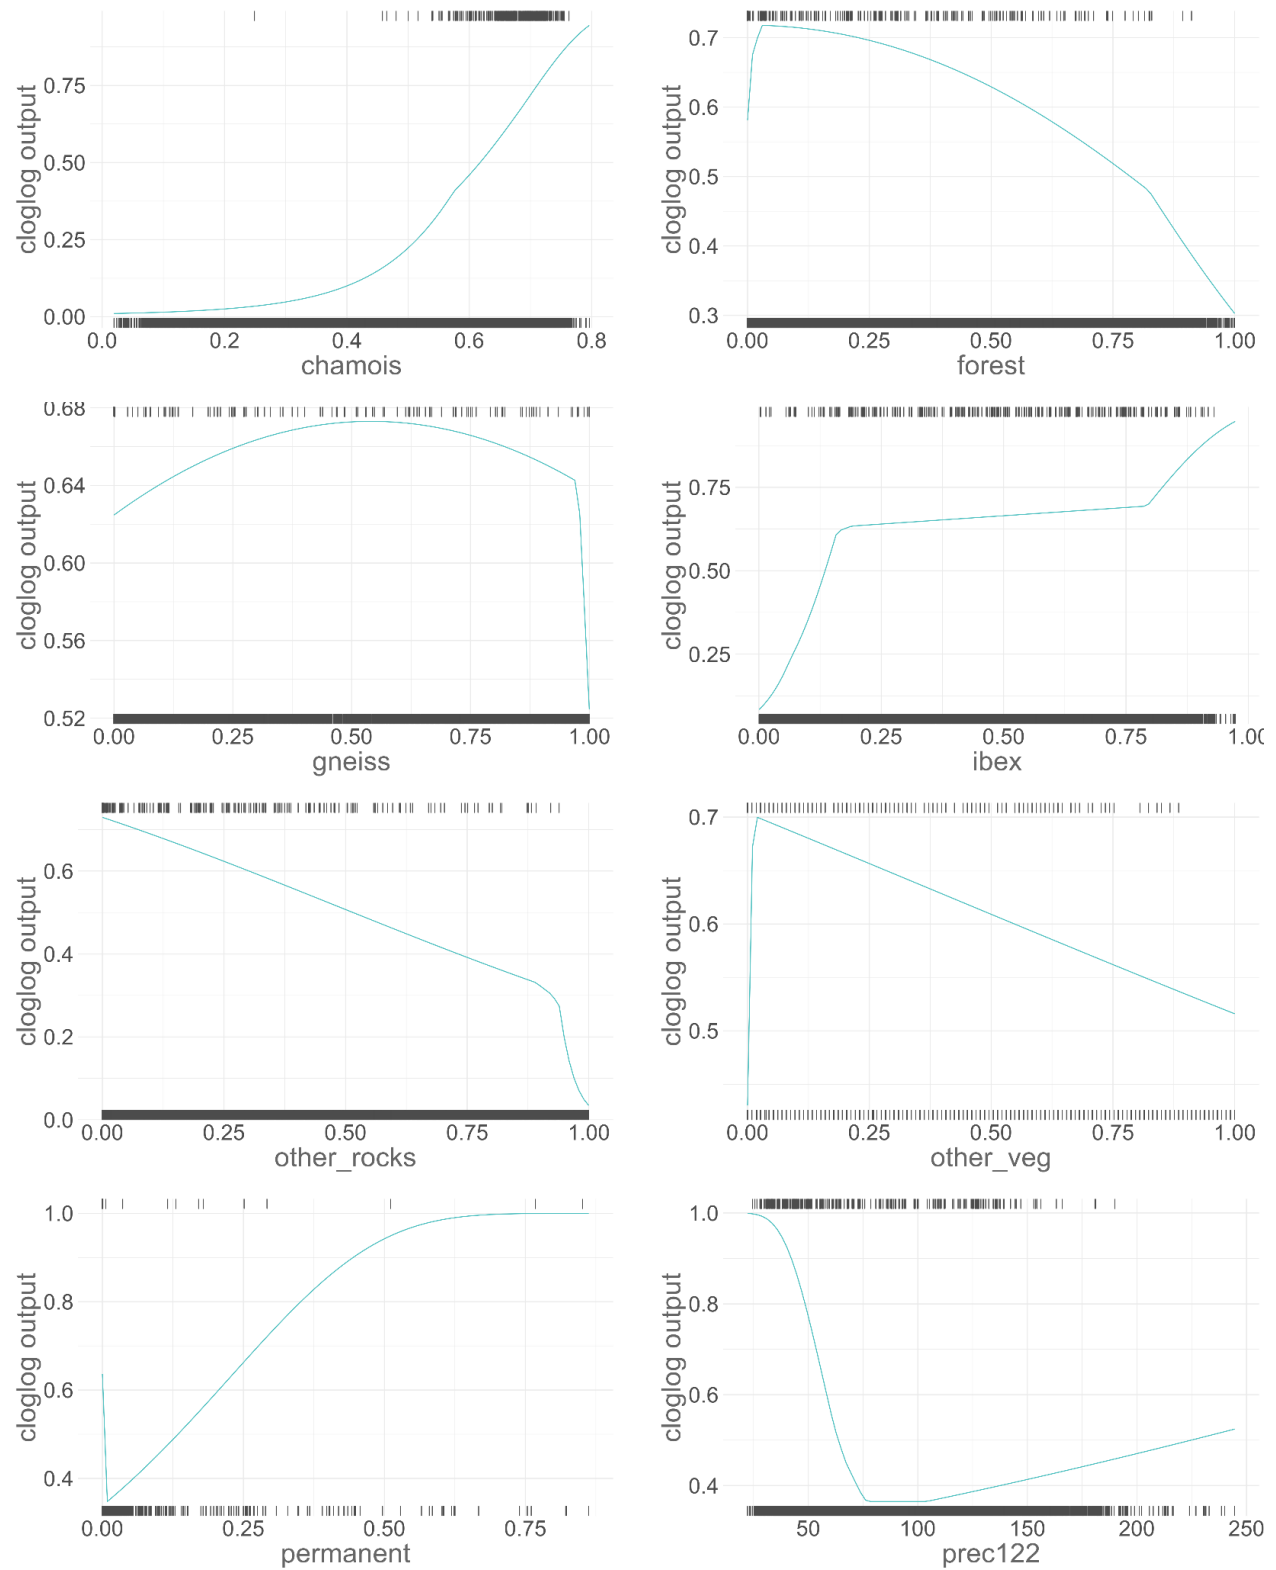 cloglog output
0.75
0.50
0.25
0.00
0.0 0.2 0.4 0.6 0.8
chamois
cloglog output
0.7
0.6
0.5
0.4
0.3
0.00 0.25 0.50 0.75 1.00
forest
cloglog output
0.68
0.64
0.60
0.56
0.52
0.00 0.25 0.50 0.75 1.00
gneiss
cloglog output
0.75
0.50
0.25
0.00 0.25 0.50 0.75 1.00
ibex
cloglog output
0.6
0.4
0.2
0.0
0.00 0.25 0.50 0.75 1.00
other_rocks
cloglog output
0.7
0.6
0.5
0.00 0.25 0.50 0.75 1.00
other_veg
cloglog output
1.0
0.8
0.6
0.4
0.00 0.25 0.50 0.75
permanent
cloglog output
1.0
0.8
0.6
0.4
50 100 150 200 250
prec122